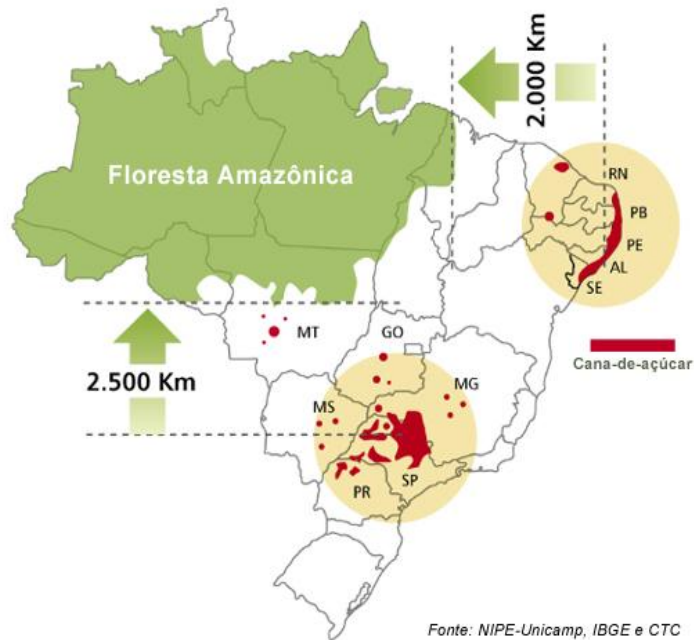 2.000 Km
Floresta Amazônica
RN
PB
PE
AL
SE
Cana-de-açúcar
MT
GO
2.500 Km
MS
MG
SP
PR
Fonte: NIPE-Unicamp, IBGE e CTC